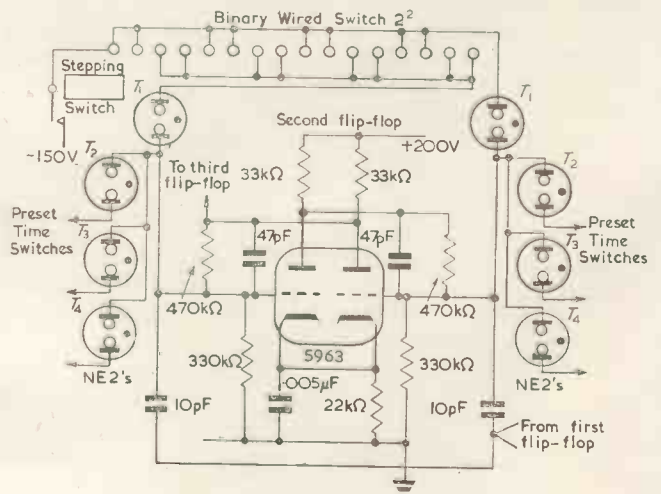 Binary Wired Switch 2²
Stepping
Switch
T₁
T₁
-150V
T₂
Second flip-flop
+200V
T₂
To third
flip-flop
33kΩ
33kΩ
Preset
Time
Switches
T₃
47pF
47pF
T₃
Preset
Time
Switches
T₄
470kΩ
470kΩ
T₄
NE2's
330kΩ
5963
330kΩ
NE2's
·005μF
10pF
22kΩ
10pF
From first
flip-flop